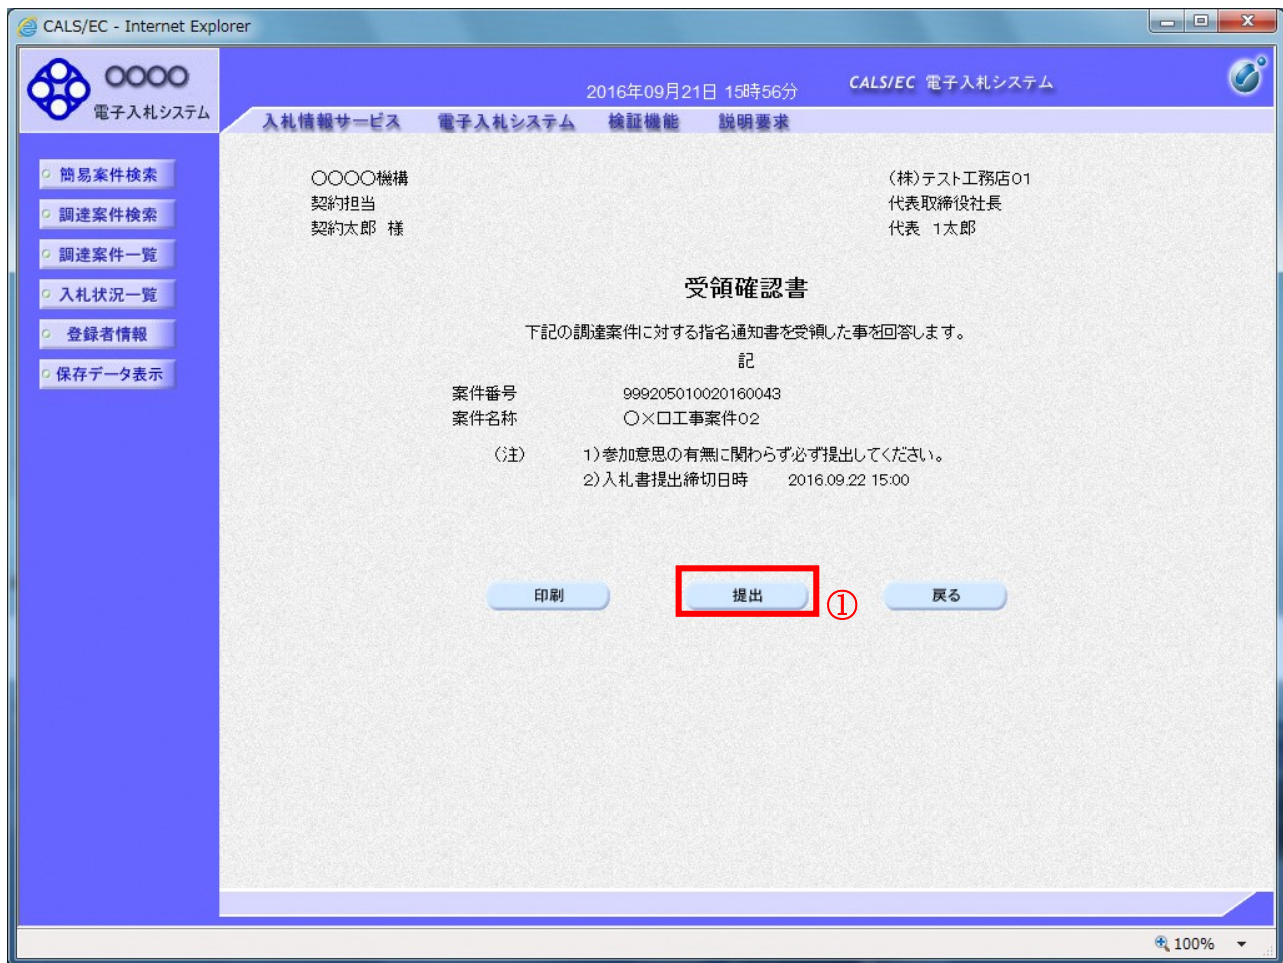 CALS/EC - Internet Explorer
〇〇〇〇
電子入札システム
2016年09月21日 15時56分
CALS/EC 電子入札システム
入札情報サービス 電子入札システム 検証機能 説明要求
簡易案件検索
調達案件検索
調達案件一覧
入札状況一覧
登録者情報
保存データ表示
〇〇〇〇機構
契約担当
契約太郎 様
(株)テスト工務店01
代表取締役社長
代表 1太郎
受領確認書
下記の調達案件に対する指名通知書を受領した事を回答します。
記
案件番号 999205010020160043
案件名称 〇×口工事案件02
(注) 1)参加意思の有無に関わらず必ず提出してください。
2)入札書提出締切日時 2016.09.22 15:00
印刷
提出
①
戻る
100%